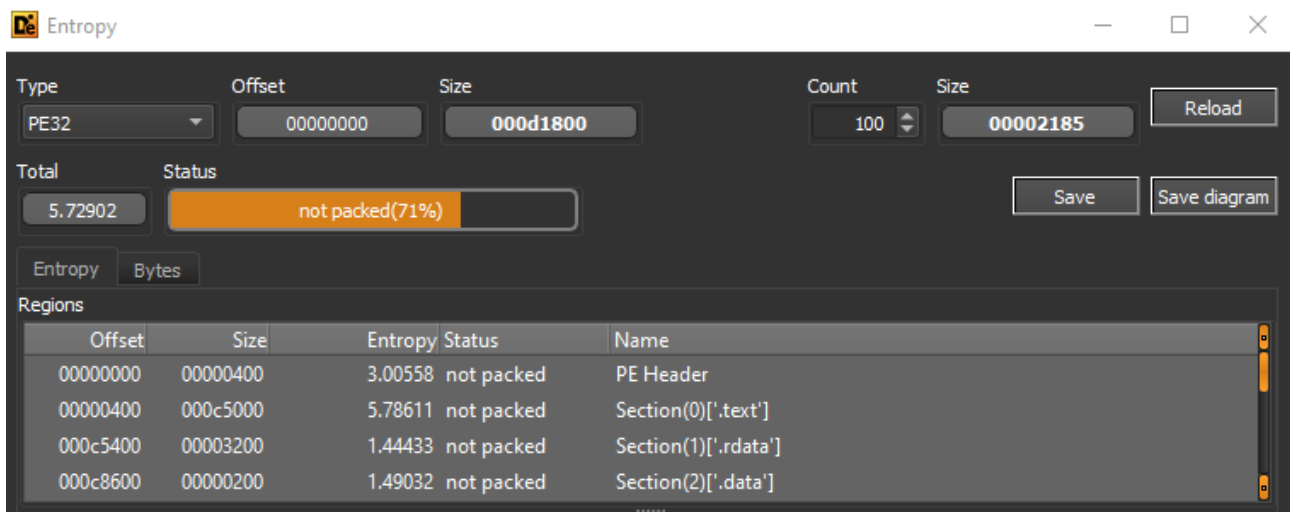 De Entropy
Type Offset Size Count Size
PE32 00000000 000d1800 100 00002185 Reload
Total Status
5.72902 not packed(71%) Save Save diagram
Entropy Bytes
Regions
Offset Size Entropy Status Name
00000000 00000400 3.00558 not packed PE Header
00000400 000c5000 5.78611 not packed Section(0)['.text']
000c5400 00003200 1.44433 not packed Section(1)['.rdata']
000c8600 00000200 1.49032 not packed Section(2)['.data']